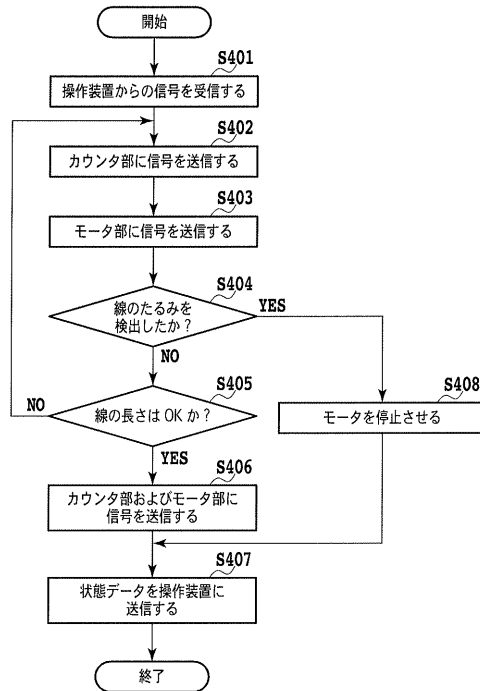 開始
S401
操作装置からの信号を受信する
S402
カウンタ部に信号を送信する
S403
モータ部に信号を送信する
S404
線のたるみを
検出したか？
YES
NO
S405
線の長さはOKか？
NO
YES
S408
モータを停止させる
S406
カウンタ部およびモータ部に
信号を送信する
S407
状態データを操作装置に
送信する
終了